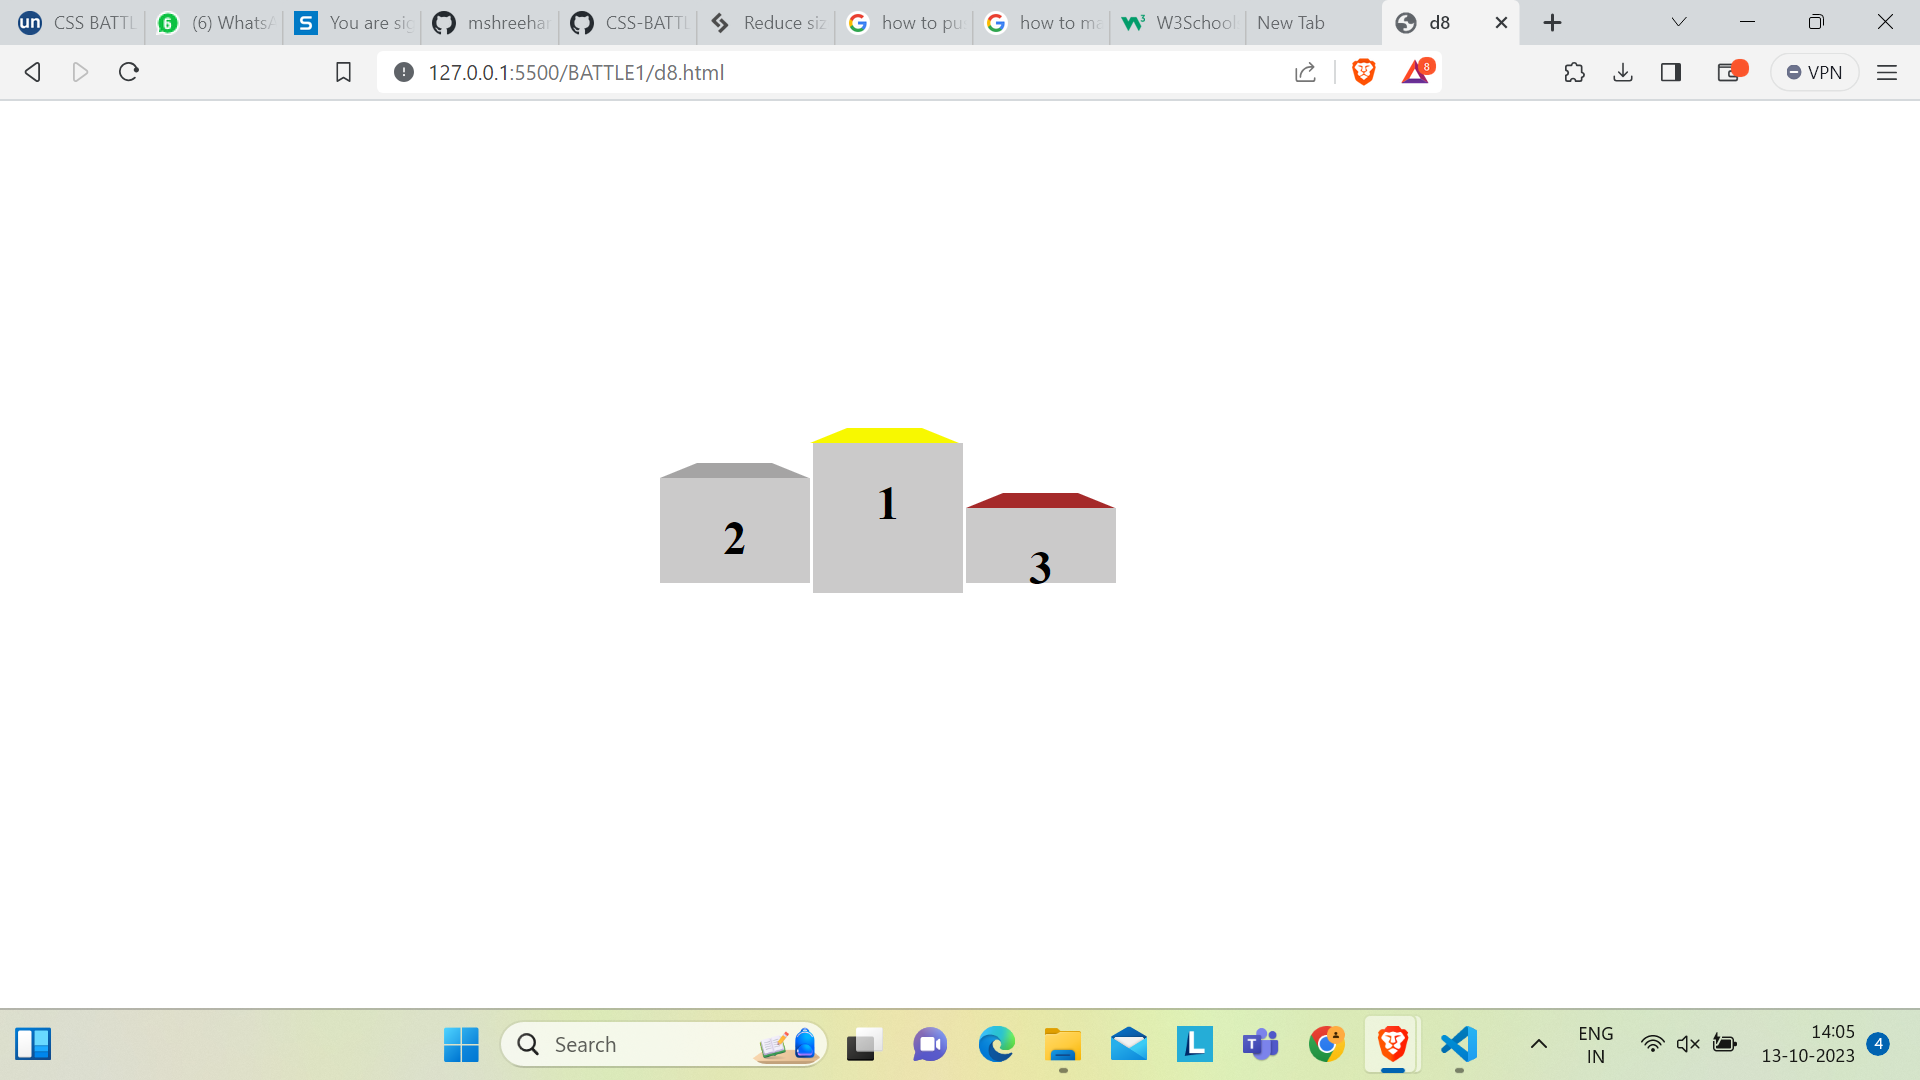 un CSS BATTL
6 (6) WhatsA
S You are sig
mshreehar
CSS-BATTL
Reduce siz
how to pu
how to ma
W3School
New Tab
d8
127.0.0.1:5500/BATTLE1/d8.html
8
VPN
1
2
3
Search
L
T
ENG
IN
14:05
13-10-2023
4